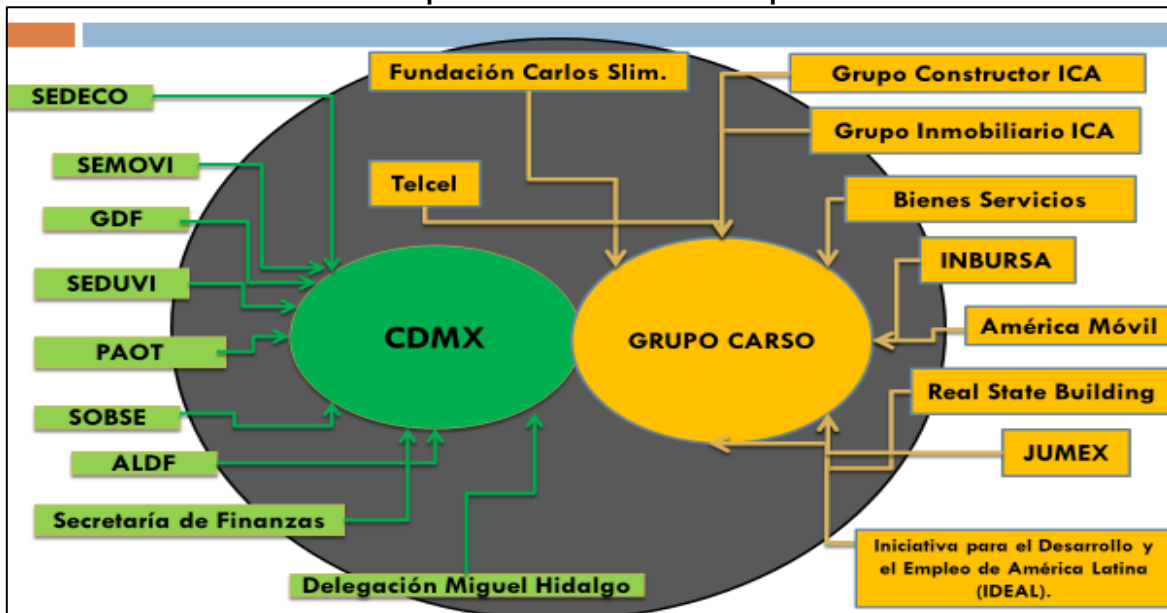 Fundación Carlos Slim.
Grupo Constructor ICA
SEDECO
Grupo Inmobiliario ICA
SEMOVI
Telcel
Bienes Servicios
GDF
INBURSA
SEDUVI
América Móvil
CDMX
GRUPO CARSO
PAOT
Real State Building
SOBSE
JUMEX
ALDF
Secretaría de Finanzas
Iniciativa para el Desarrollo y
el Empleo de América Latina
(IDEAL).
Delegación Miguel Hidalgo